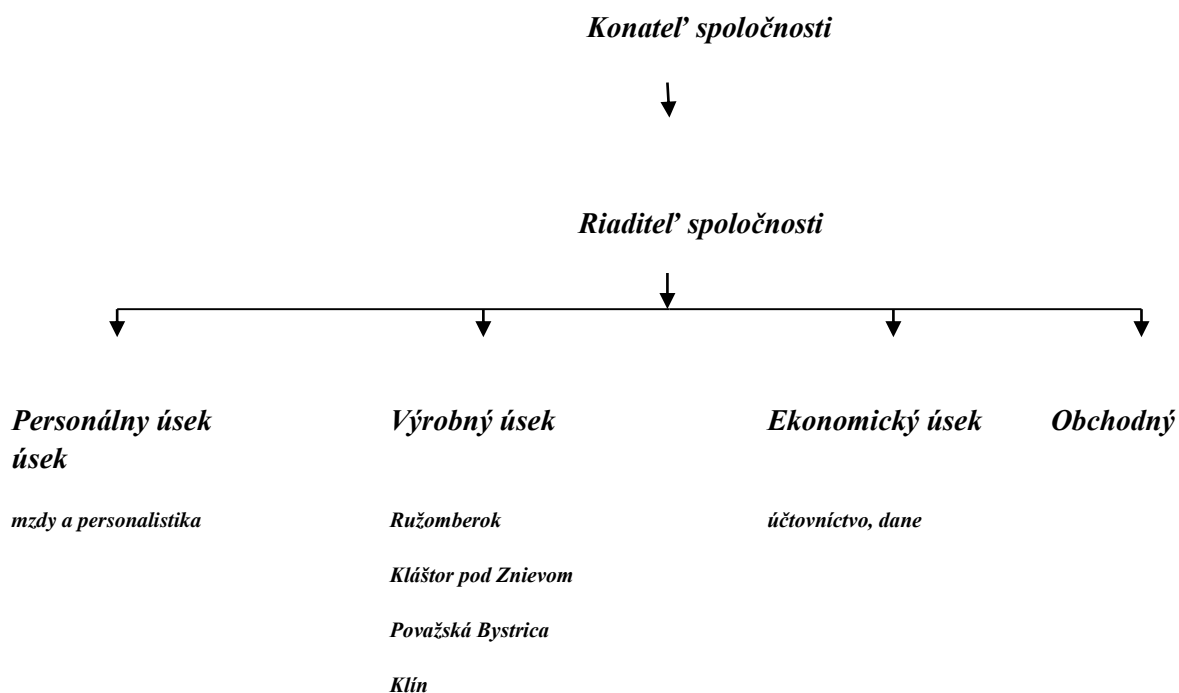 Konateľ spoločnosti
Riaditeľ spoločnosti
Personálny úsek Výrobný úsek Ekonomický úsek Obchodný
úsek
mzdy a personalistika Ružomberok účtovníctvo, dane
Kláštor pod Znievom
Považská Bystrica
Klín